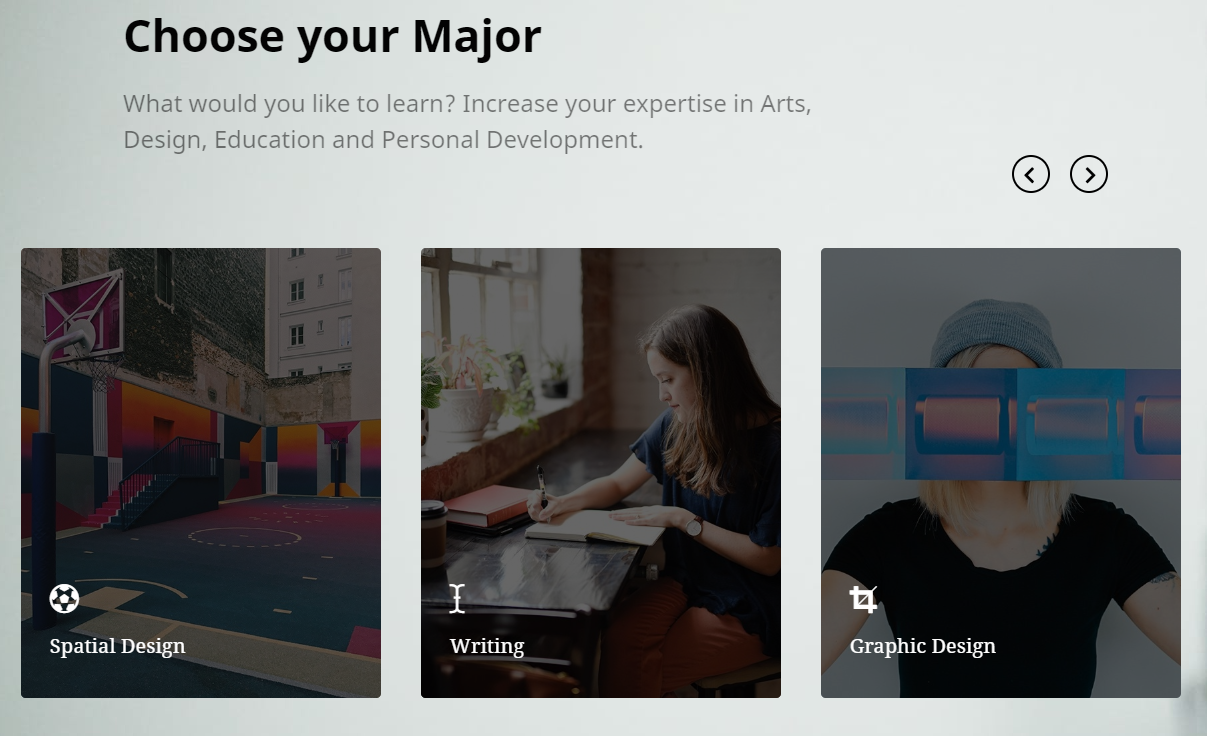 Choose your Major
What would you like to learn? Increase your expertise in Arts,
Design, Education and Personal Development.
Spatial Design
Writing
Graphic Design